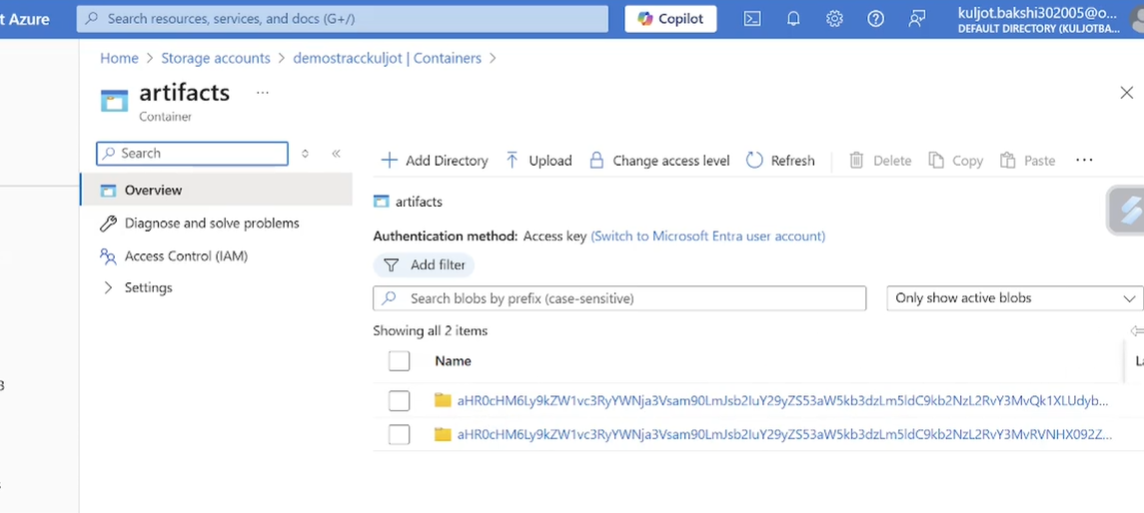 t Azure
Search resources, services, and docs (G+/)
Copilot
kuljot.bakshi302005@o...
DEFAULT DIRECTORY (KULJOTBA...
Home > Storage accounts > demostracckuljot | Containers >
artifacts ...
Container
Search
Overview
Diagnose and solve problems
Access Control (IAM)
Settings
Add Directory Upload Change access level Refresh Delete Copy Paste ...
artifacts
Authentication method: Access key (Switch to Microsoft Entra user account)
Add filter
Search blobs by prefix (case-sensitive)
Only show active blobs
Showing all 2 items
Name
aHR0cHM6Ly9kZW1vc3RyYWNja3Vsam90LmJsb2IuY29yZS53aW5kb3dzLm5ldC9kb2NzL2RvY3MvQk1XLUdyb...
aHR0cHM6Ly9kZW1vc3RyYWNja3Vsam90LmJsb2IuY29yZS53aW5kb3dzLm5ldC9kb2NzL2RvY3MvRVNHX092Z...